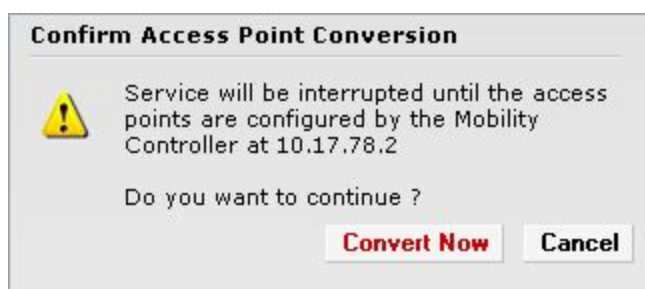 Confirm Access Point Conversion
Service will be interrupted until the access
points are configured by the Mobility
Controller at 10.17.78.2
Do you want to continue ?
Convert Now
Cancel